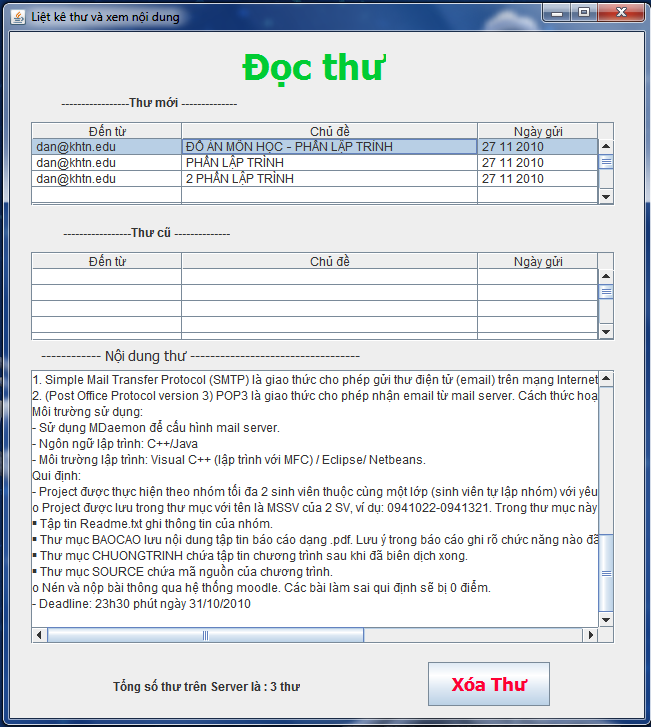 Liệt kê thư và xem nội dung
Đọc thư
-----------------Thư mới --------------
Đến từ Chủ đề Ngày gửi
dan@khtn.edu ĐỒ ÁN MÔN HỌC - PHẦN LẬP TRÌNH 27 11 2010
dan@khtn.edu PHẦN LẬP TRÌNH 27 11 2010
dan@khtn.edu 2 PHẦN LẬP TRÌNH 27 11 2010
-----------------Thư cũ --------------
Đến từ Chủ đề Ngày gửi
------------ Nội dung thư ----------------------------------
1. Simple Mail Transfer Protocol (SMTP) là giao thức cho phép gửi thư điện tử (email) trên mạng Internet
2. (Post Office Protocol version 3) POP3 là giao thức cho phép nhận email từ mail server. Cách thức hoạ
Môi trường sử dụng:
- Sử dụng MDaemon để cấu hình mail server.
- Ngôn ngữ lập trình: C++/Java
- Môi trường lập trình: Visual C++ (lập trình với MFC) / Eclipse/ Netbeans.
Qui định:
- Project được thực hiện theo nhóm tối đa 2 sinh viên thuộc cùng một lớp (sinh viên tự lập nhóm) với yêu
o Project được lưu trong thư mục với tên là MSSV của 2 SV, ví dụ: 0941022-0941321. Trong thư mục này
▪ Tập tin Readme.txt ghi thông tin của nhóm.
▪ Thư mục BAOCAO lưu nội dung tập tin báo cáo dạng .pdf. Lưu ý trong báo cáo ghi rõ chức năng nào đã
▪ Thư mục CHUONGTRINH chứa tập tin chương trình sau khi đã biên dịch xong.
▪ Thư mục SOURCE chứa mã nguồn của chương trình.
o Nén và nộp bài thông qua hệ thống moodle. Các bài làm sai qui định sẽ bị 0 điểm.
- Deadline: 23h30 phút ngày 31/10/2010
Tổng số thư trên Server là : 3 thư
Xóa Thư